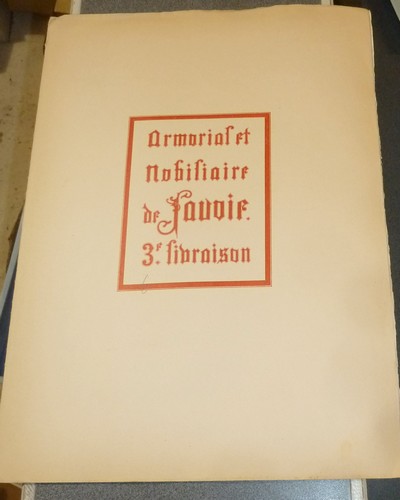 Armorial et
Nobiliaire
de Savoie.
3e. livraison